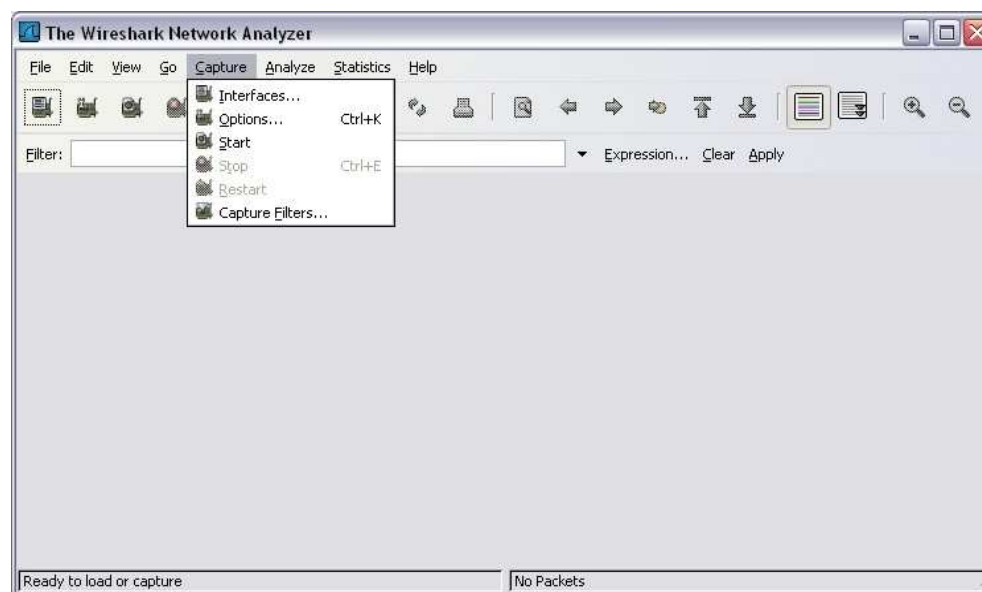 The Wireshark Network Analyzer
File Edit View Go Capture Analyze Statistics Help
Interfaces...
Options... Ctrl+K
Start
Stop Ctrl+E
Restart
Capture Filters...
Filter: Expression... Clear Apply
Ready to load or capture No Packets